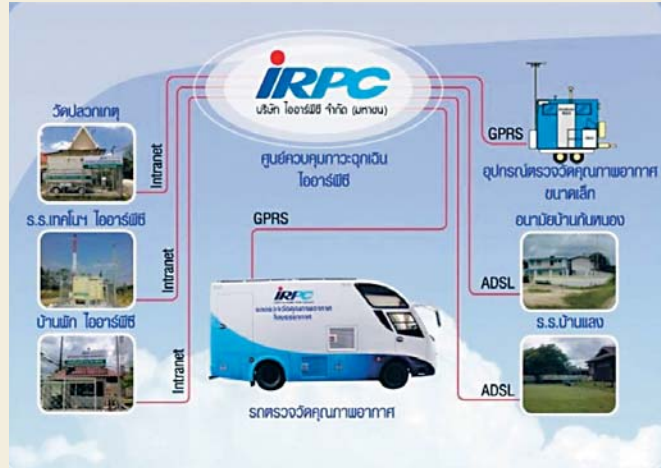 iRPC
บริษัท ไออาร์พีซี จำกัด (มหาชน)
ศูนย์ควบคุมภาวะฉุกเฉิน
ไออาร์พีซี
วัดปลวกเกตุ
Intranet
ร.ร.เทคโนฯ ไออาร์พีซี
Intranet
บ้านพัก ไออาร์พีซี
Intranet
GPRS
iRPC
รถตรวจวัดคุณภาพอากาศ
GPRS
อุปกรณ์ตรวจวัดคุณภาพอากาศ
ขนาดเล็ก
อนามัยบ้านก้นหนอง
ADSL
ร.ร.บ้านแลง
ADSL